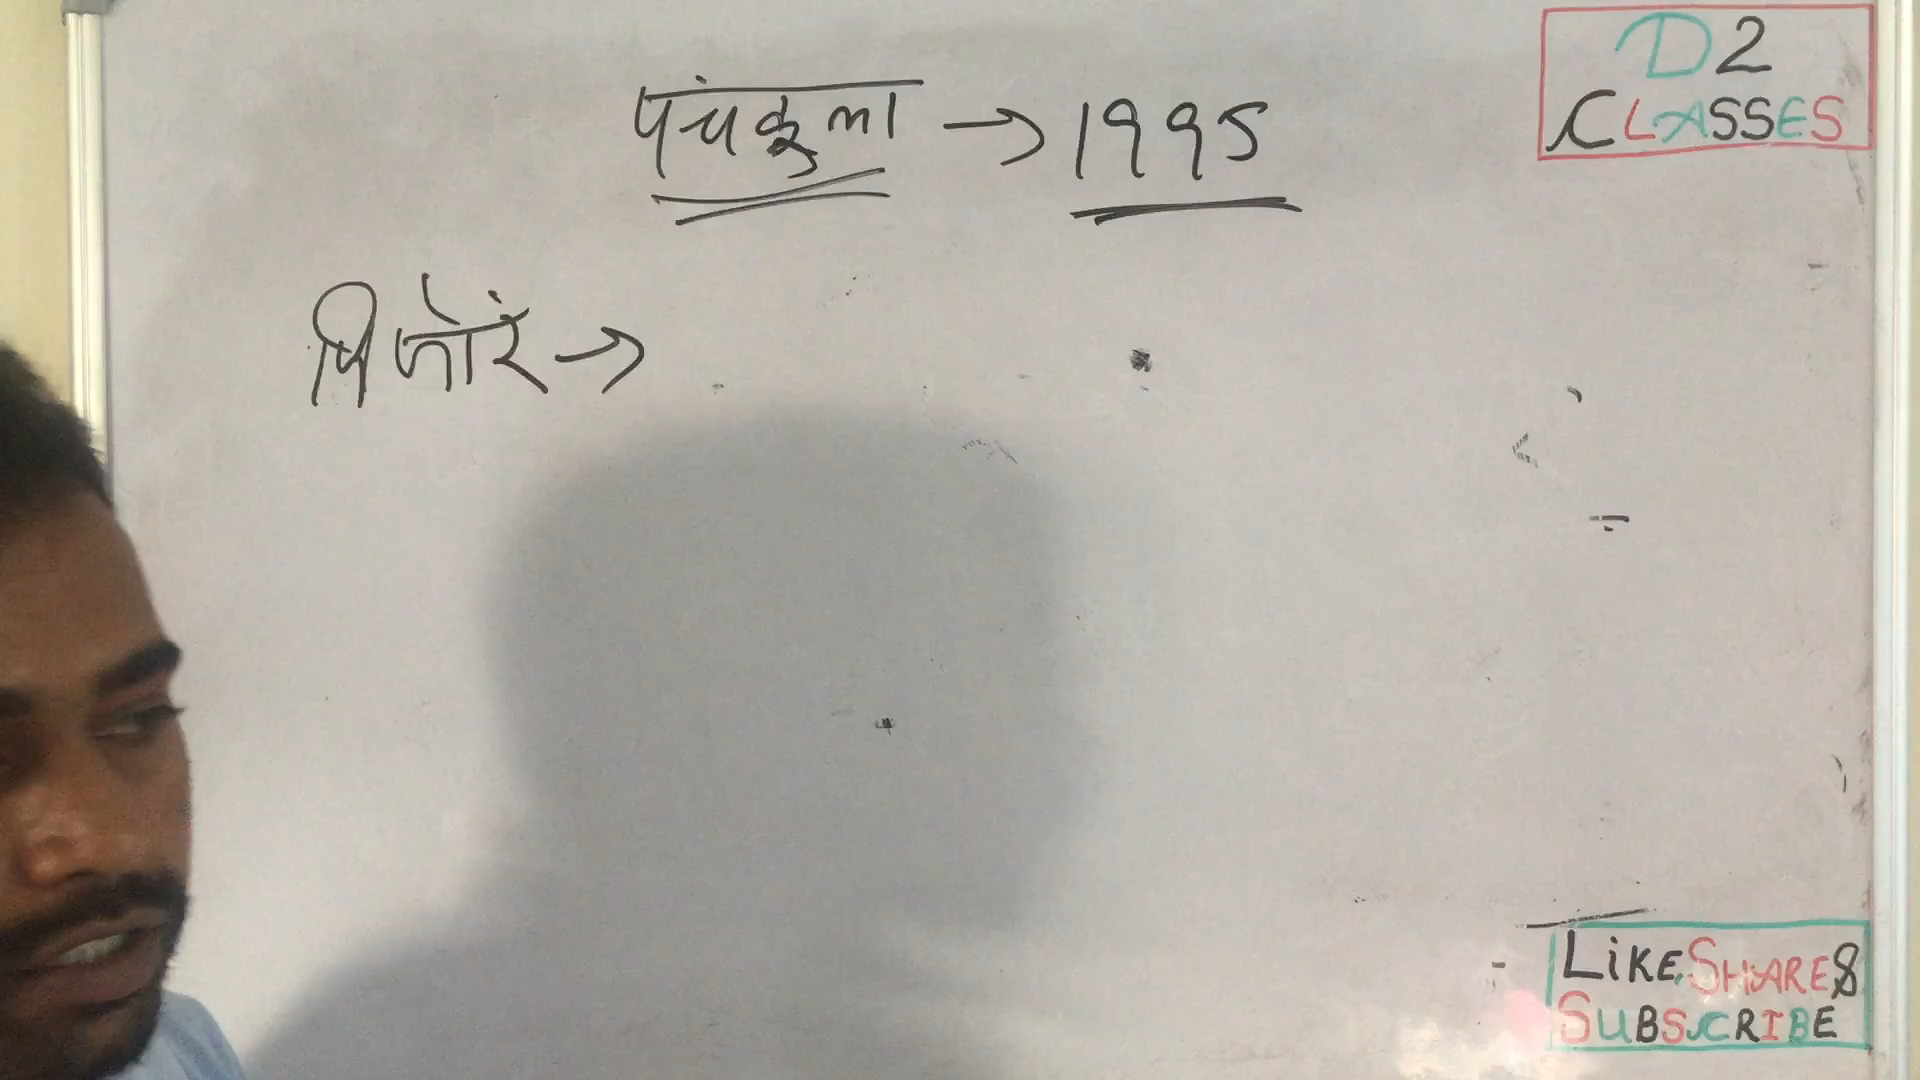 D2
CLASSES
पंचकुला → 1995
पिंजोर →
LiKE, SHARE &
SUBSCRIBE